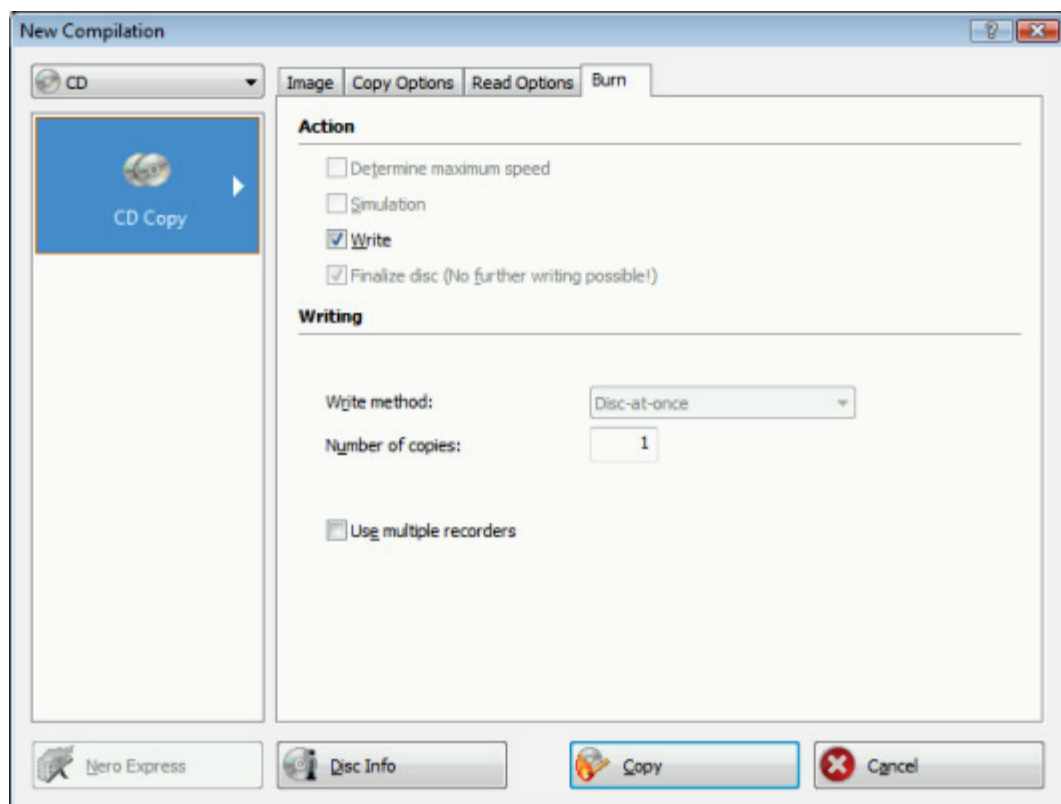 New Compilation
CD
CD Copy
Image Copy Options Read Options Burn
Action
Determine maximum speed
Simulation
Write
Finalize disc (No further writing possible!)
Writing
Write method: Disc-at-once
Number of copies: 1
Use multiple recorders
Nero Express Disc Info Copy Cancel